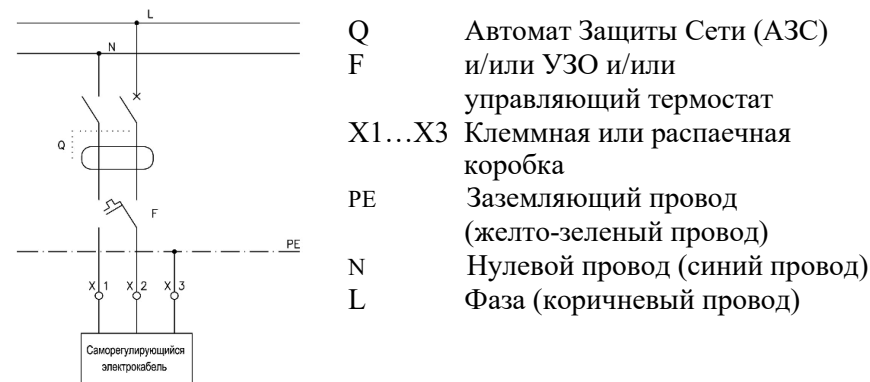 L
N
Q
F
PE
X 1 X 2 X 3
Саморегулирующийся
электрокабель
Q Автомат Защиты Сети (АЗС)
F и/или УЗО и/или
управляющий термостат
X1…X3 Клеммная или распаечная
коробка
PE Заземляющий провод
(желто-зеленый провод)
N Нулевой провод (синий провод)
L Фаза (коричневый провод)